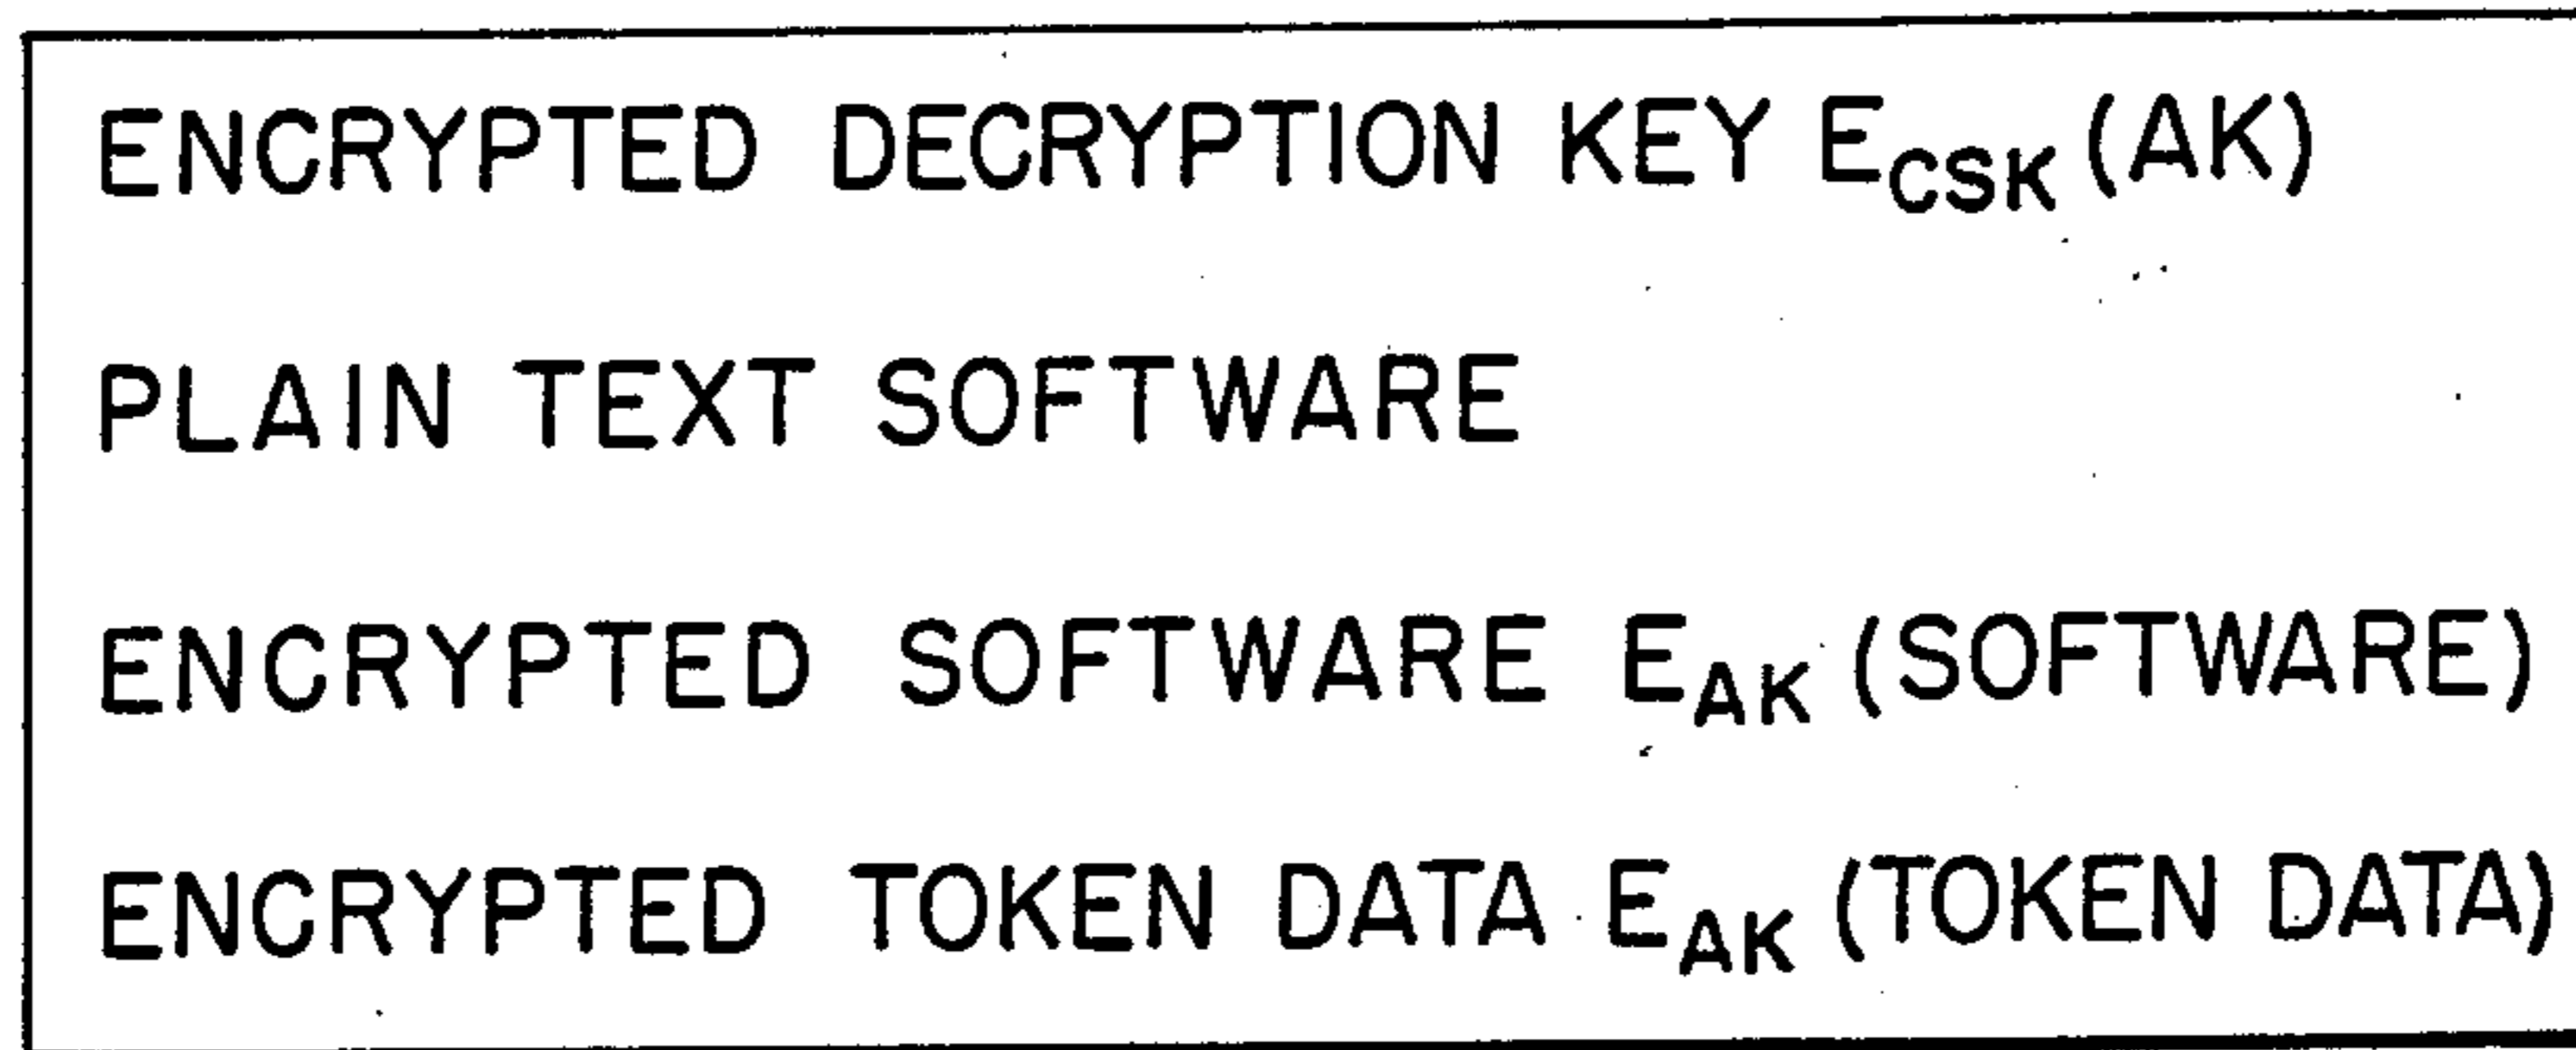 ENCRYPTED DECRYPTION KEY E_CSK (AK)
PLAIN TEXT SOFTWARE
ENCRYPTED SOFTWARE E_AK (SOFTWARE)
ENCRYPTED TOKEN DATA E_AK (TOKEN DATA)